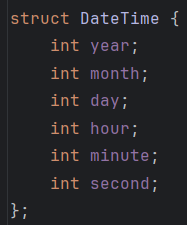 struct DateTime {
    int year;
    int month;
    int day;
    int hour;
    int minute;
    int second;
};